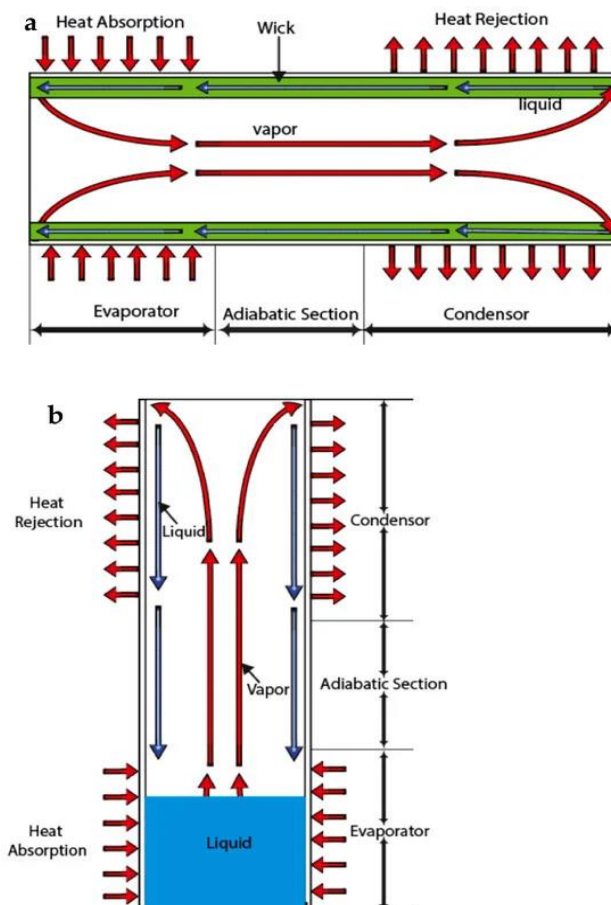 a
Heat Absorption
Wick
Heat Rejection
liquid
vapor
Evaporator
Adiabatic Section
Condensor
b
Heat
Rejection
Liquid
Condensor
Vapor
Adiabatic Section
Heat
Absorption
Liquid
Evaporator